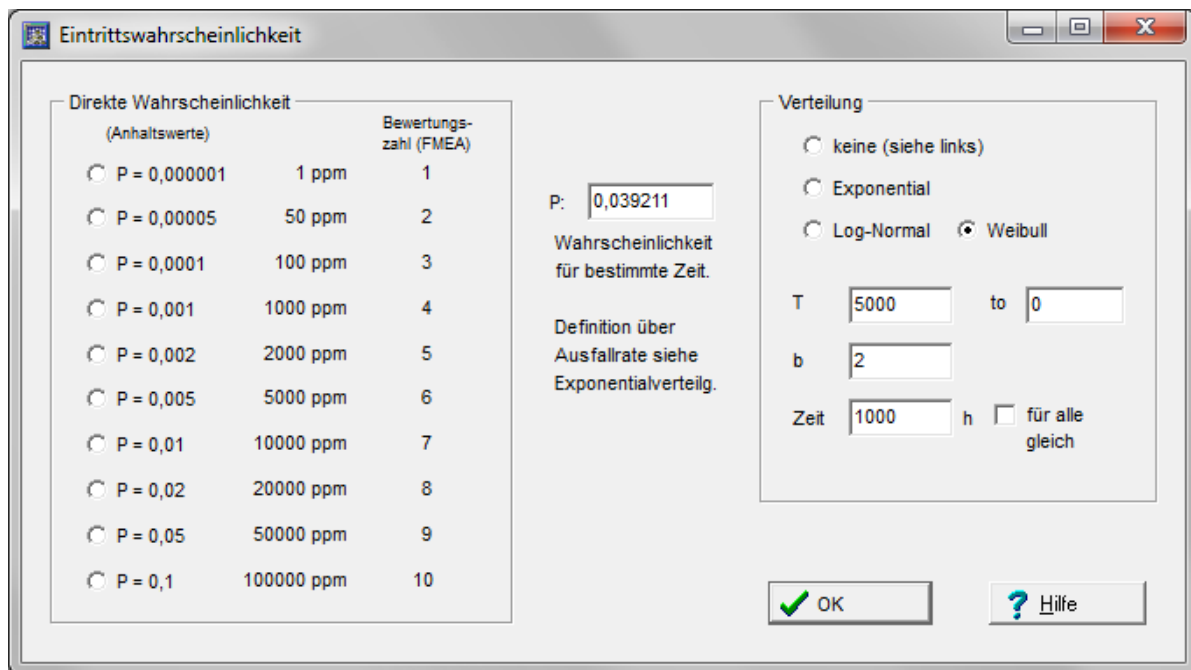 Eintrittswahrscheinlichkeit
Direkte Wahrscheinlichkeit
(Anhaltswerte)
Bewertungs-
zahl (FMEA)
P = 0,000001 1 ppm 1
P = 0,00005 50 ppm 2
P = 0,0001 100 ppm 3
P = 0,001 1000 ppm 4
P = 0,002 2000 ppm 5
P = 0,005 5000 ppm 6
P = 0,01 10000 ppm 7
P = 0,02 20000 ppm 8
P = 0,05 50000 ppm 9
P = 0,1 100000 ppm 10
P: 0,039211
Wahrscheinlichkeit
für bestimmte Zeit.
Definition über
Ausfallrate siehe
Exponentialverteilg.
Verteilung
keine (siehe links)
Exponential
Log-Normal Weibull
T 5000 to 0
b 2
Zeit 1000 h für alle
gleich
OK
Hilfe